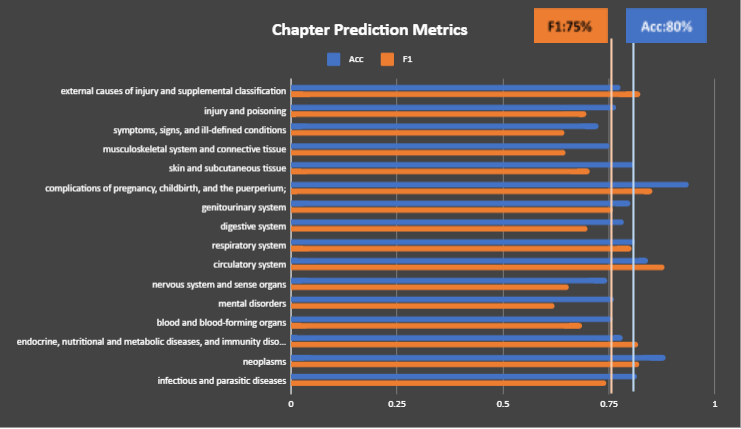 F1:75%
Acc:80%
Chapter Prediction Metrics
Acc
F1
external causes of injury and supplemental classification
injury and poisoning
symptoms, signs, and ill-defined conditions
musculoskeletal system and connective tissue
skin and subcutaneous tissue
complications of pregnancy, childbirth, and the puerperium;
genitourinary system
digestive system
respiratory system
circulatory system
nervous system and sense organs
mental disorders
blood and blood-forming organs
endocrine, nutritional and metabolic diseases, and immunity diso...
neoplasms
infectious and parasitic diseases
0 0.25 0.5 0.75 1